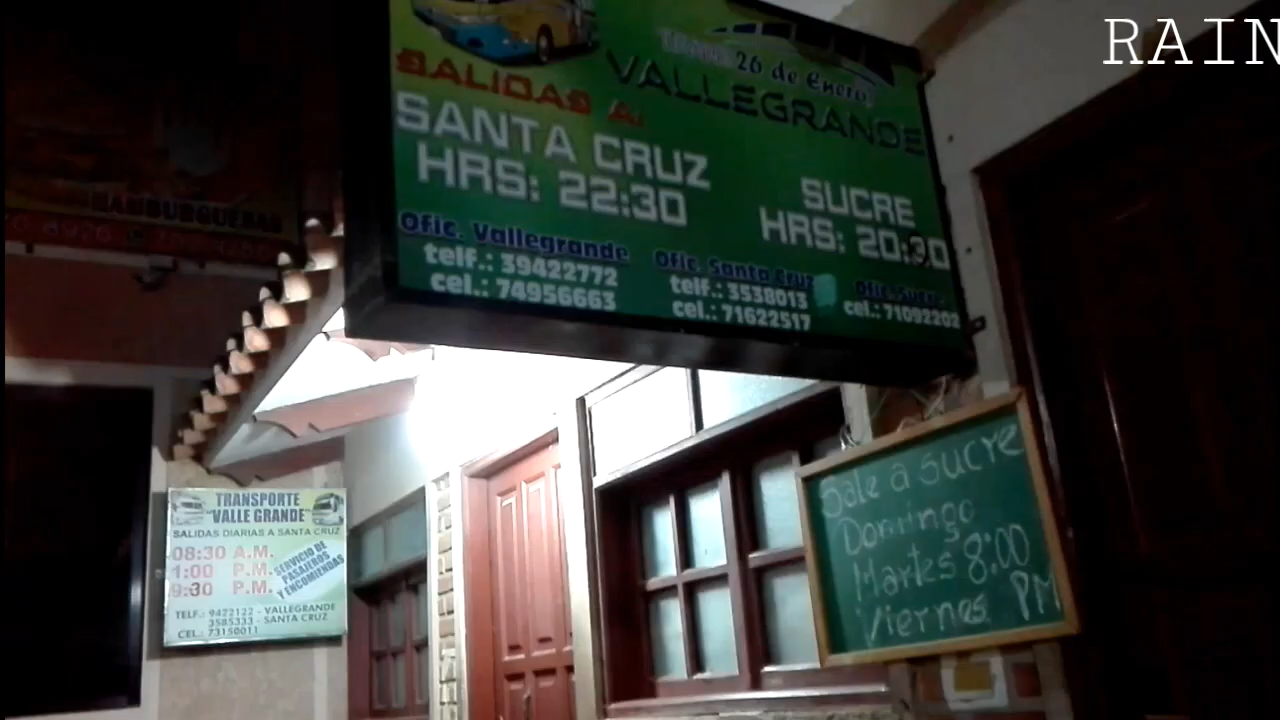 RAIN
Trans. 26 de Enero
VALLEGRANDE
SALIDAS A:
SANTA CRUZ
HRS: 22:30
SUCRE
HRS: 20:30
Ofic. Vallegrande
telf.: 39422772
cel.: 74956663
Ofic. Santa Cruz
telf.: 3538013
cel.: 71622517
Ofic. Sucre
cel.: 71092202
HAMBURGUESAS
TRANSPORTE
"VALLE GRANDE"
SALIDAS DIARIAS A SANTA CRUZ
08:30 A.M.
1:00 P.M.
9:30 P.M.
SERVICIO DE
PASAJEROS
Y ENCOMIENDAS
TELF.: 9422122 - VALLEGRANDE
3585333 - SANTA CRUZ
CEL.: 73150011
Sale a Sucre
Domingo
Martes 8:00
Viernes PM